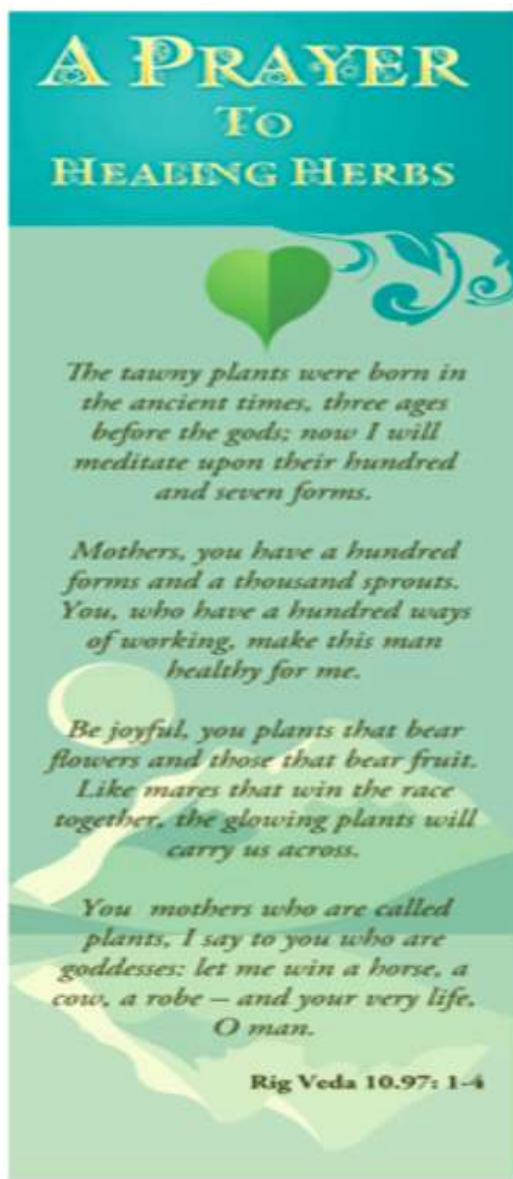 A PRAYER
TO
HEALING HERBS
The tawny plants were born in
the ancient times, three ages
before the gods; now I will
meditate upon their hundred
and seven forms.
Mothers, you have a hundred
forms and a thousand sprouts.
You, who have a hundred ways
of working, make this man
healthy for me.
Be joyful, you plants that bear
flowers and those that bear fruit.
Like mares that win the race
together, the glowing plants will
carry us across.
You mothers who are called
plants, I say to you who are
goddesses: let me win a horse, a
cow, a robe – and your very life,
O man.
Rig Veda 10.97: 1-4